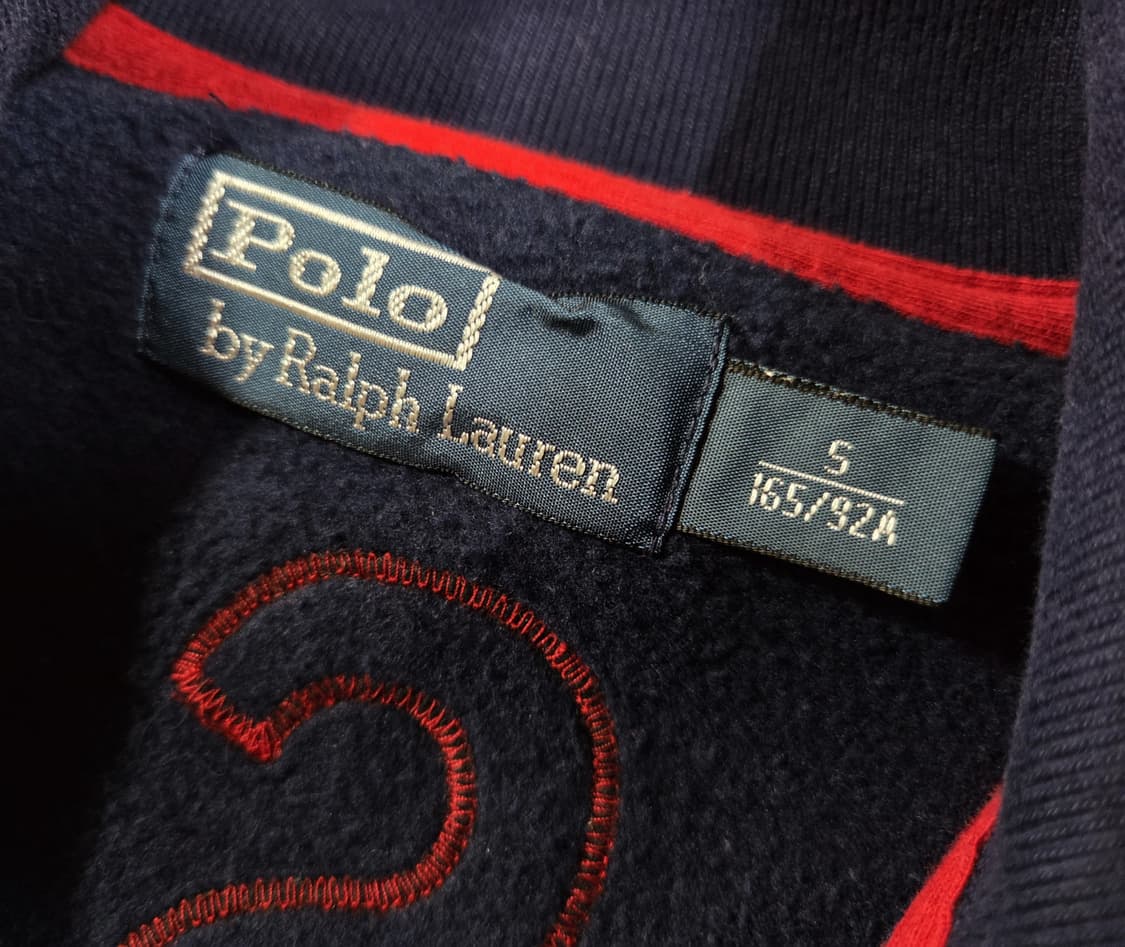 Polo
by Ralph Lauren
S
165/92A